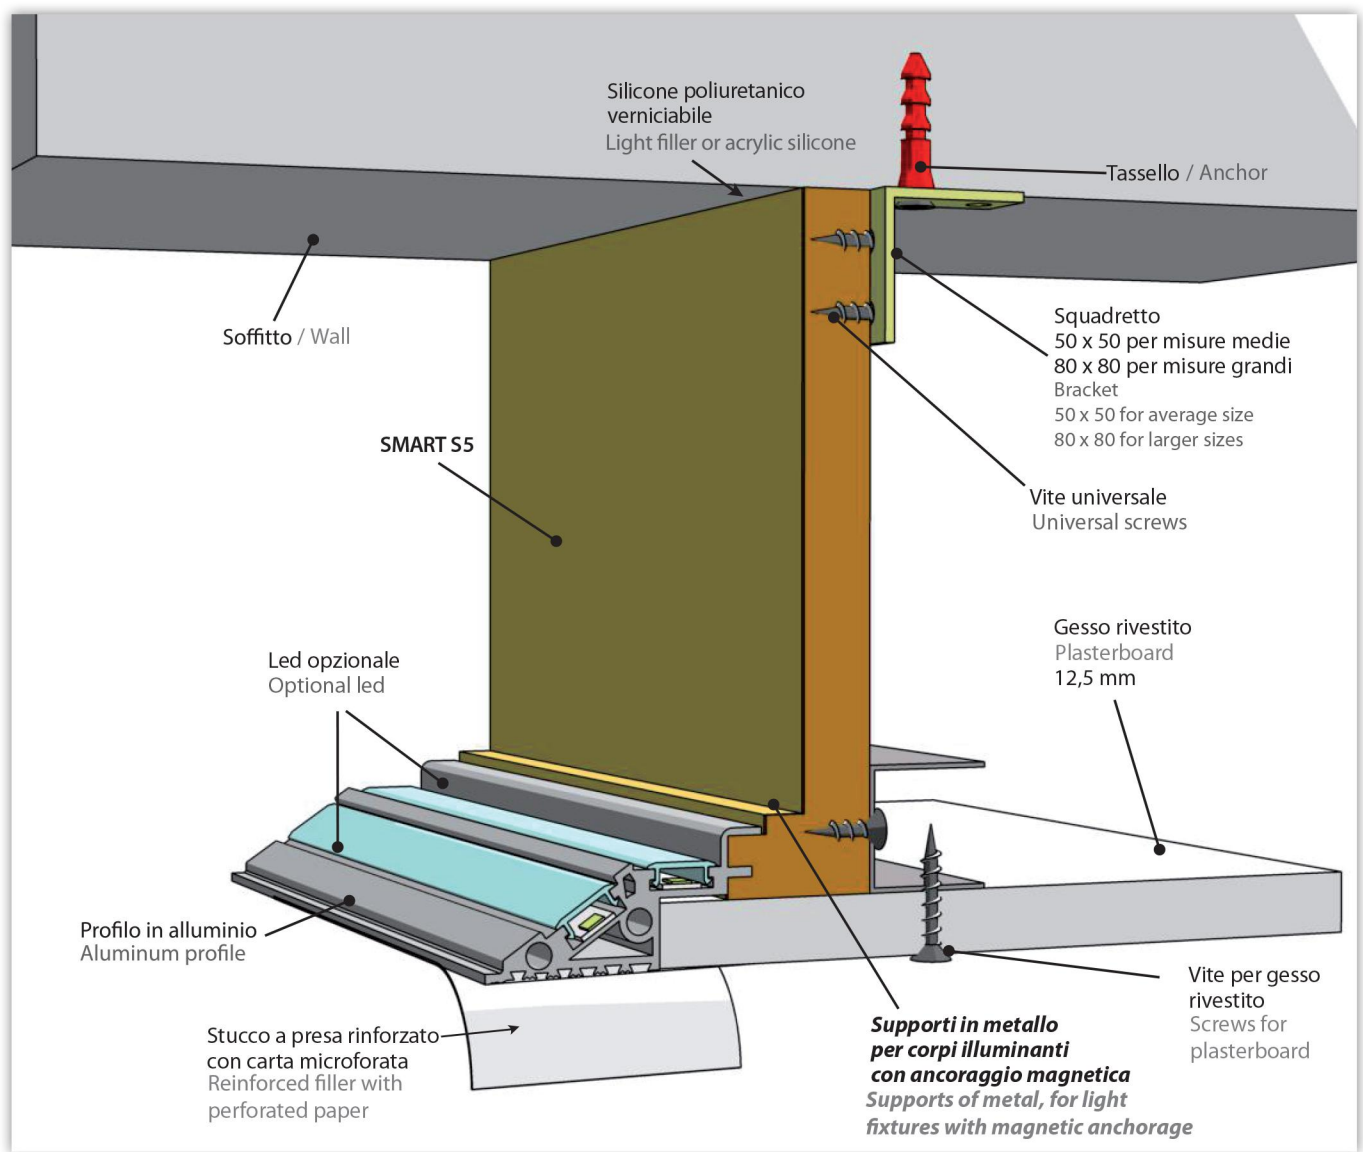 Silicone poliuretanico
verniciabile
Light filler or acrylic silicone
Tassello / Anchor
Soffitto / Wall
Squadretto
50 x 50 per misure medie
80 x 80 per misure grandi
Bracket
50 x 50 for average size
80 x 80 for larger sizes
SMART S5
Vite universale
Universal screws
Gesso rivestito
Plasterboard
12,5 mm
Led opzionale
Optional led
Profilo in alluminio
Aluminum profile
Vite per gesso
rivestito
Screws for
plasterboard
Stucco a presa rinforzato
con carta microforata
Reinforced filler with
perforated paper
Supporti in metallo
per corpi illuminanti
con ancoraggio magnetica
Supports of metal, for light
fixtures with magnetic anchorage